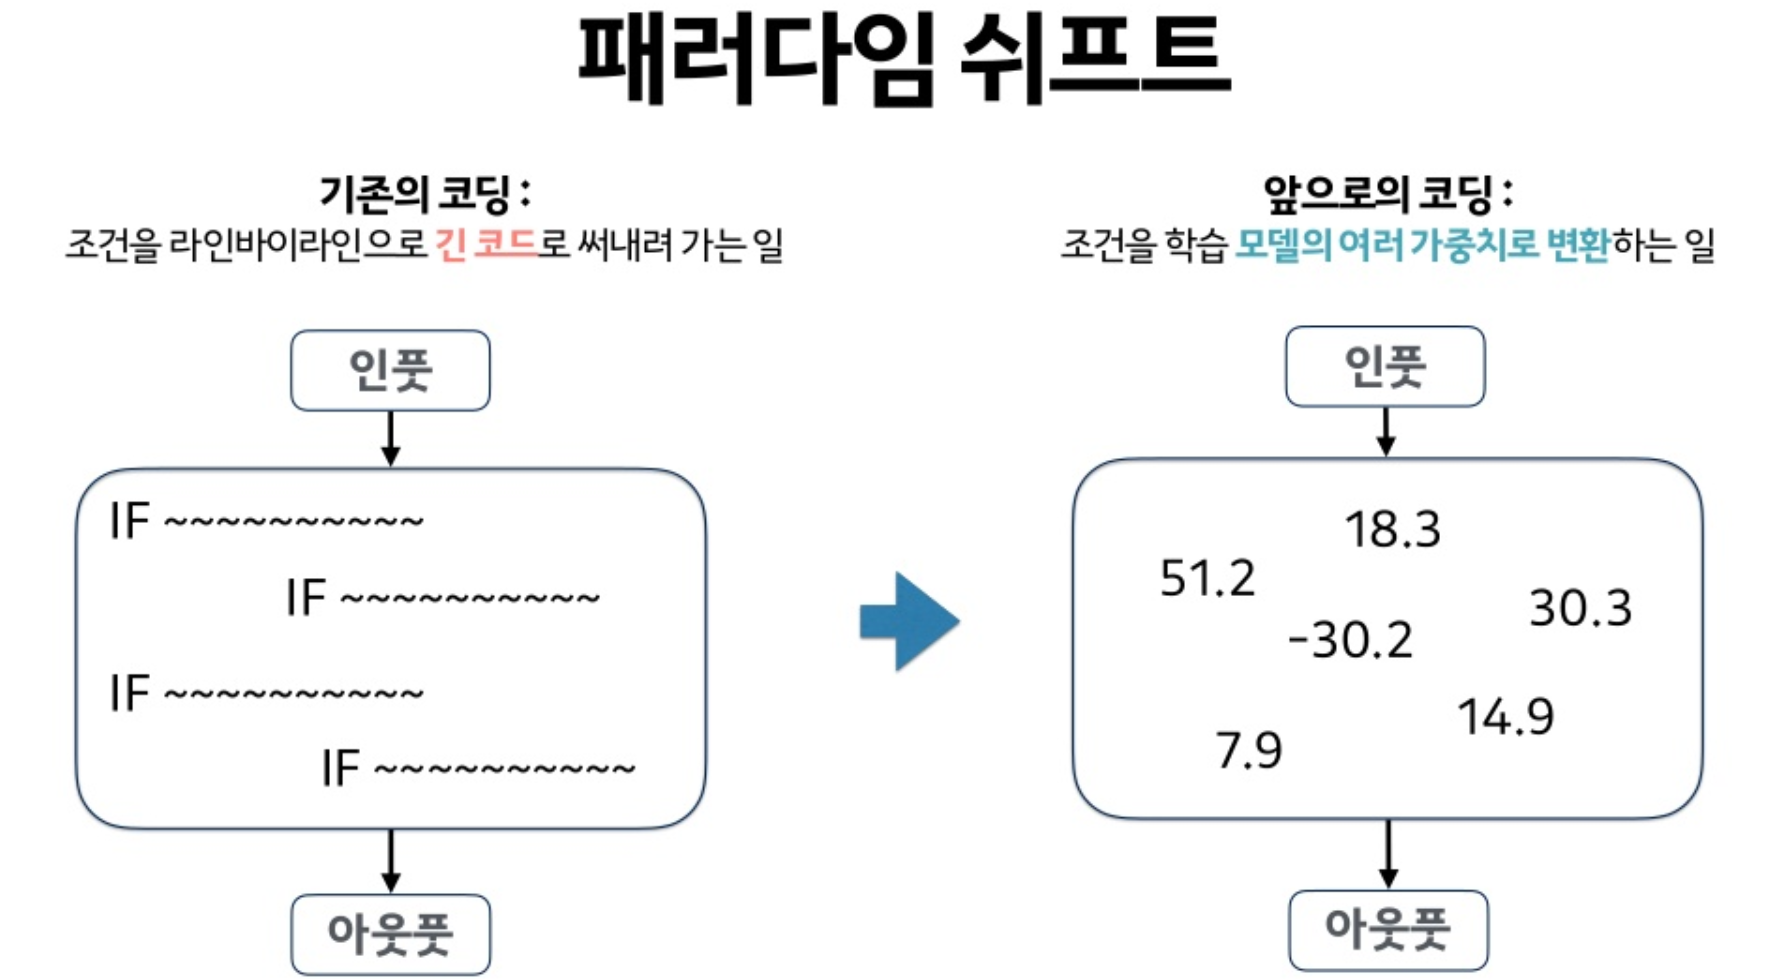 패러다임 쉬프트
기존의 코딩 :
조건을 라인바이라인으로 긴 코드로 써내려 가는 일
인풋
IF ~~~~~~~~~~
IF ~~~~~~~~~~
IF ~~~~~~~~~~
IF ~~~~~~~~~~
아웃풋
앞으로의 코딩 :
조건을 학습 모델의 여러 가중치로 변환하는 일
인풋
18.3
51.2
30.3
-30.2
14.9
7.9
아웃풋